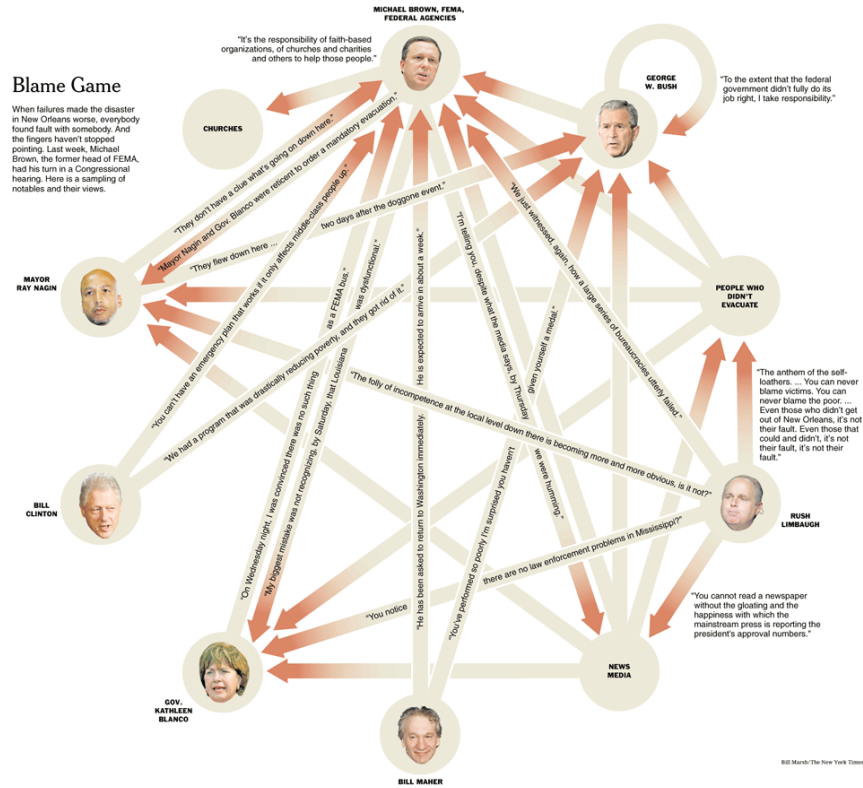 MICHAEL BROWN, FEMA,
FEDERAL AGENCIES
"It's the responsibility of faith-based
organizations, of churches and charities
and others to help those people."
GEORGE
W. BUSH
"To the extent that the federal
government didn't fully do its
job right, I take responsibility."
Blame Game
When failures made the disaster
in New Orleans worse, everybody
found fault with somebody. And
the fingers haven't stopped
pointing. Last week, Michael
Brown, the former head of FEMA,
had his turn in a Congressional
hearing. Here is a sampling of
notables and their views.
CHURCHES
"They don't have a clue what's going on down here."
"Mayor Nagin and Gov. Blanco were reticent to order a mandatory evacuation."
"They flew down here ... two days after the doggone event."
MAYOR
RAY NAGIN
PEOPLE WHO
DIDN'T
EVACUATE
"You can't have an emergency plan that works if it only affects middle-class people up."
"We had a program that was drastically reducing poverty, and they got rid of it."
"On Wednesday night, I was convinced there was no such thing as a FEMA bus."
"My biggest mistake was not recognizing, by Saturday, that Louisiana was dysfunctional."
"He has been asked to return to Washington immediately. He is expected to arrive in about a week."
"You've performed so poorly I'm surprised you haven't given yourself a medal."
"I'm telling you, despite what the media says, by Thursday we were humming."
"We just witnessed, again, how a large series of bureaucracies utterly failed."
"The folly of incompetence at the local level down there is becoming more and more obvious, is it not?"
"You notice there are no law enforcement problems in Mississippi?"
"The anthem of the self-
loathers. ... You can never
blame victims. You can
never blame the poor. ...
Even those who didn't get
out of New Orleans, it's not
their fault. Even those that
could and didn't, it's not
their fault, it's not their
fault."
BILL
CLINTON
RUSH
LIMBAUGH
"You cannot read a newspaper
without the gloating and the
happiness with which the
mainstream press is reporting the
president's approval numbers."
NEWS
MEDIA
GOV.
KATHLEEN
BLANCO
BILL MAHER
Bill Marsh/The New York Times